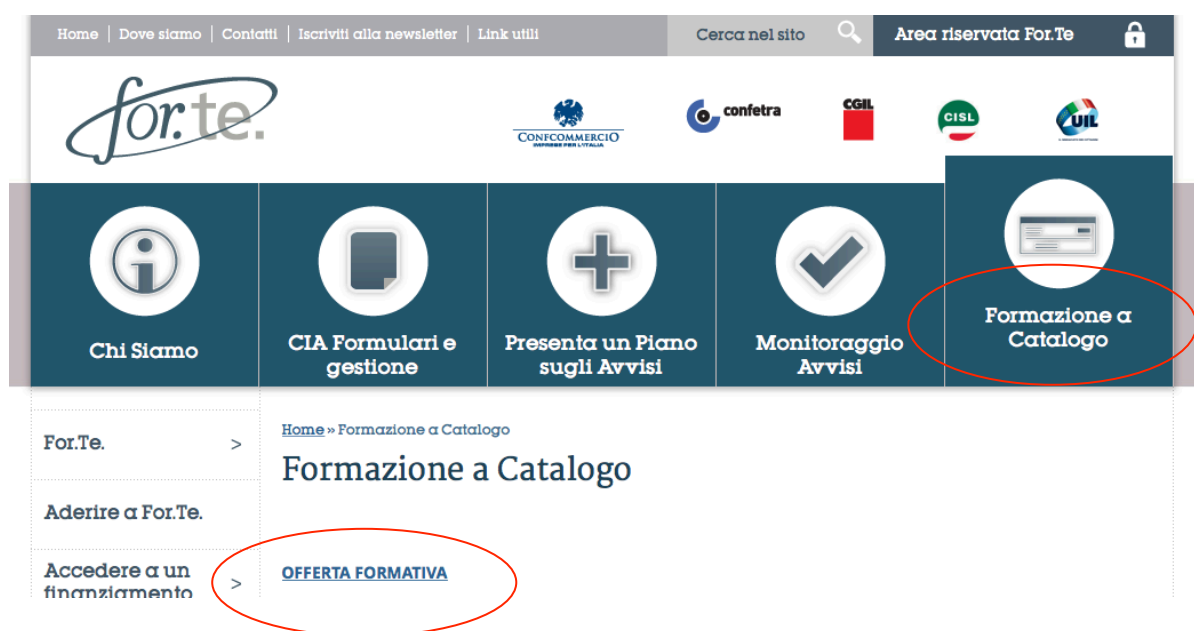 Home | Dove siamo | Contatti | Iscriviti alla newsletter | Link utili
Cerca nel sito
Area riservata For.Te
for.te.
CONFCOMMERCIO
IMPRESE PER L'ITALIA
confetra
CGIL
CISL
UIL
Chi Siamo
CIA Formulari e
gestione
Presenta un Piano
sugli Avvisi
Monitoraggio
Avvisi
Formazione a
Catalogo
For.Te. >
Aderire a For.Te.
Accedere a un
finanziamento >
Home » Formazione a Catalogo
Formazione a Catalogo
OFFERTA FORMATIVA